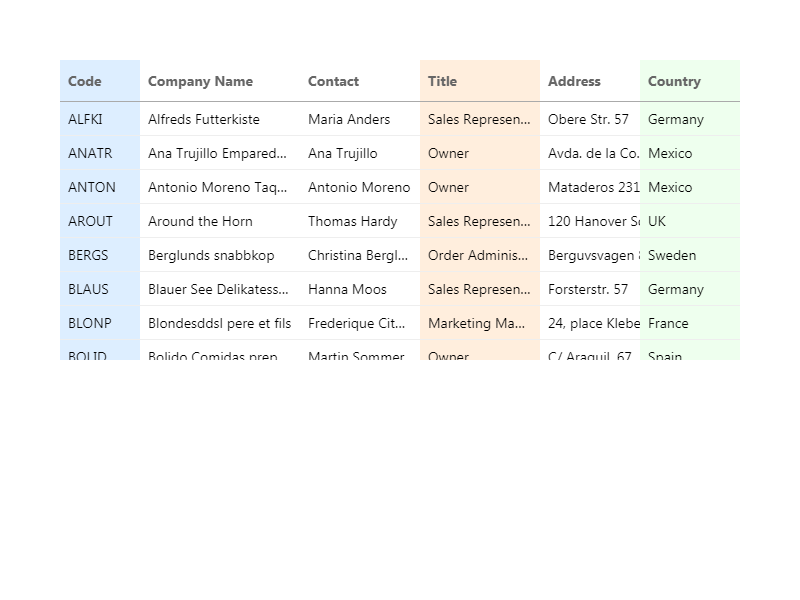 Code Company Name Contact Title Address Country
ALFKI Alfreds Futterkiste Maria Anders Sales Represen... Obere Str. 57 Germany
ANATR Ana Trujillo Empared... Ana Trujillo Owner Avda. de la Co. Mexico
ANTON Antonio Moreno Taq... Antonio Moreno Owner Mataderos 231 Mexico
AROUT Around the Horn Thomas Hardy Sales Represen... 120 Hanover UK
BERGS Berglunds snabbkop Christina Bergl... Order Adminis... Berguvsvagen Sweden
BLAUS Blauer See Delikatess... Hanna Moos Sales Represen... Forsterstr. 57 Germany
BLONP Blondesddsl pere et fils Frederique Cit... Marketing Ma... 24, place Klebe France
BOLID Bolido Comidas prep Martin Sommer Owner C/ Araquil, 67 Spain